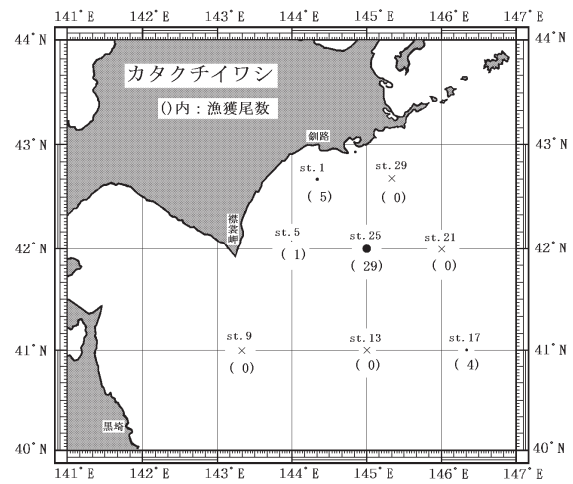 141°E 142°E 143°E 144°E 145°E 146°E 147°E
44°N 44°N
カタクチイワシ
()内：漁獲尾数
釧路
43°N 43°N
st.1 st.29
(5) (0)
襟裳岬
st.5 st.25 st.21
42°N 42°N
(1) (29) (0)
st.9 st.13 st.17
41°N 41°N
(0) (0) (4)
黒埼
40°N 40°N
141°E 142°E 143°E 144°E 145°E 146°E 147°E